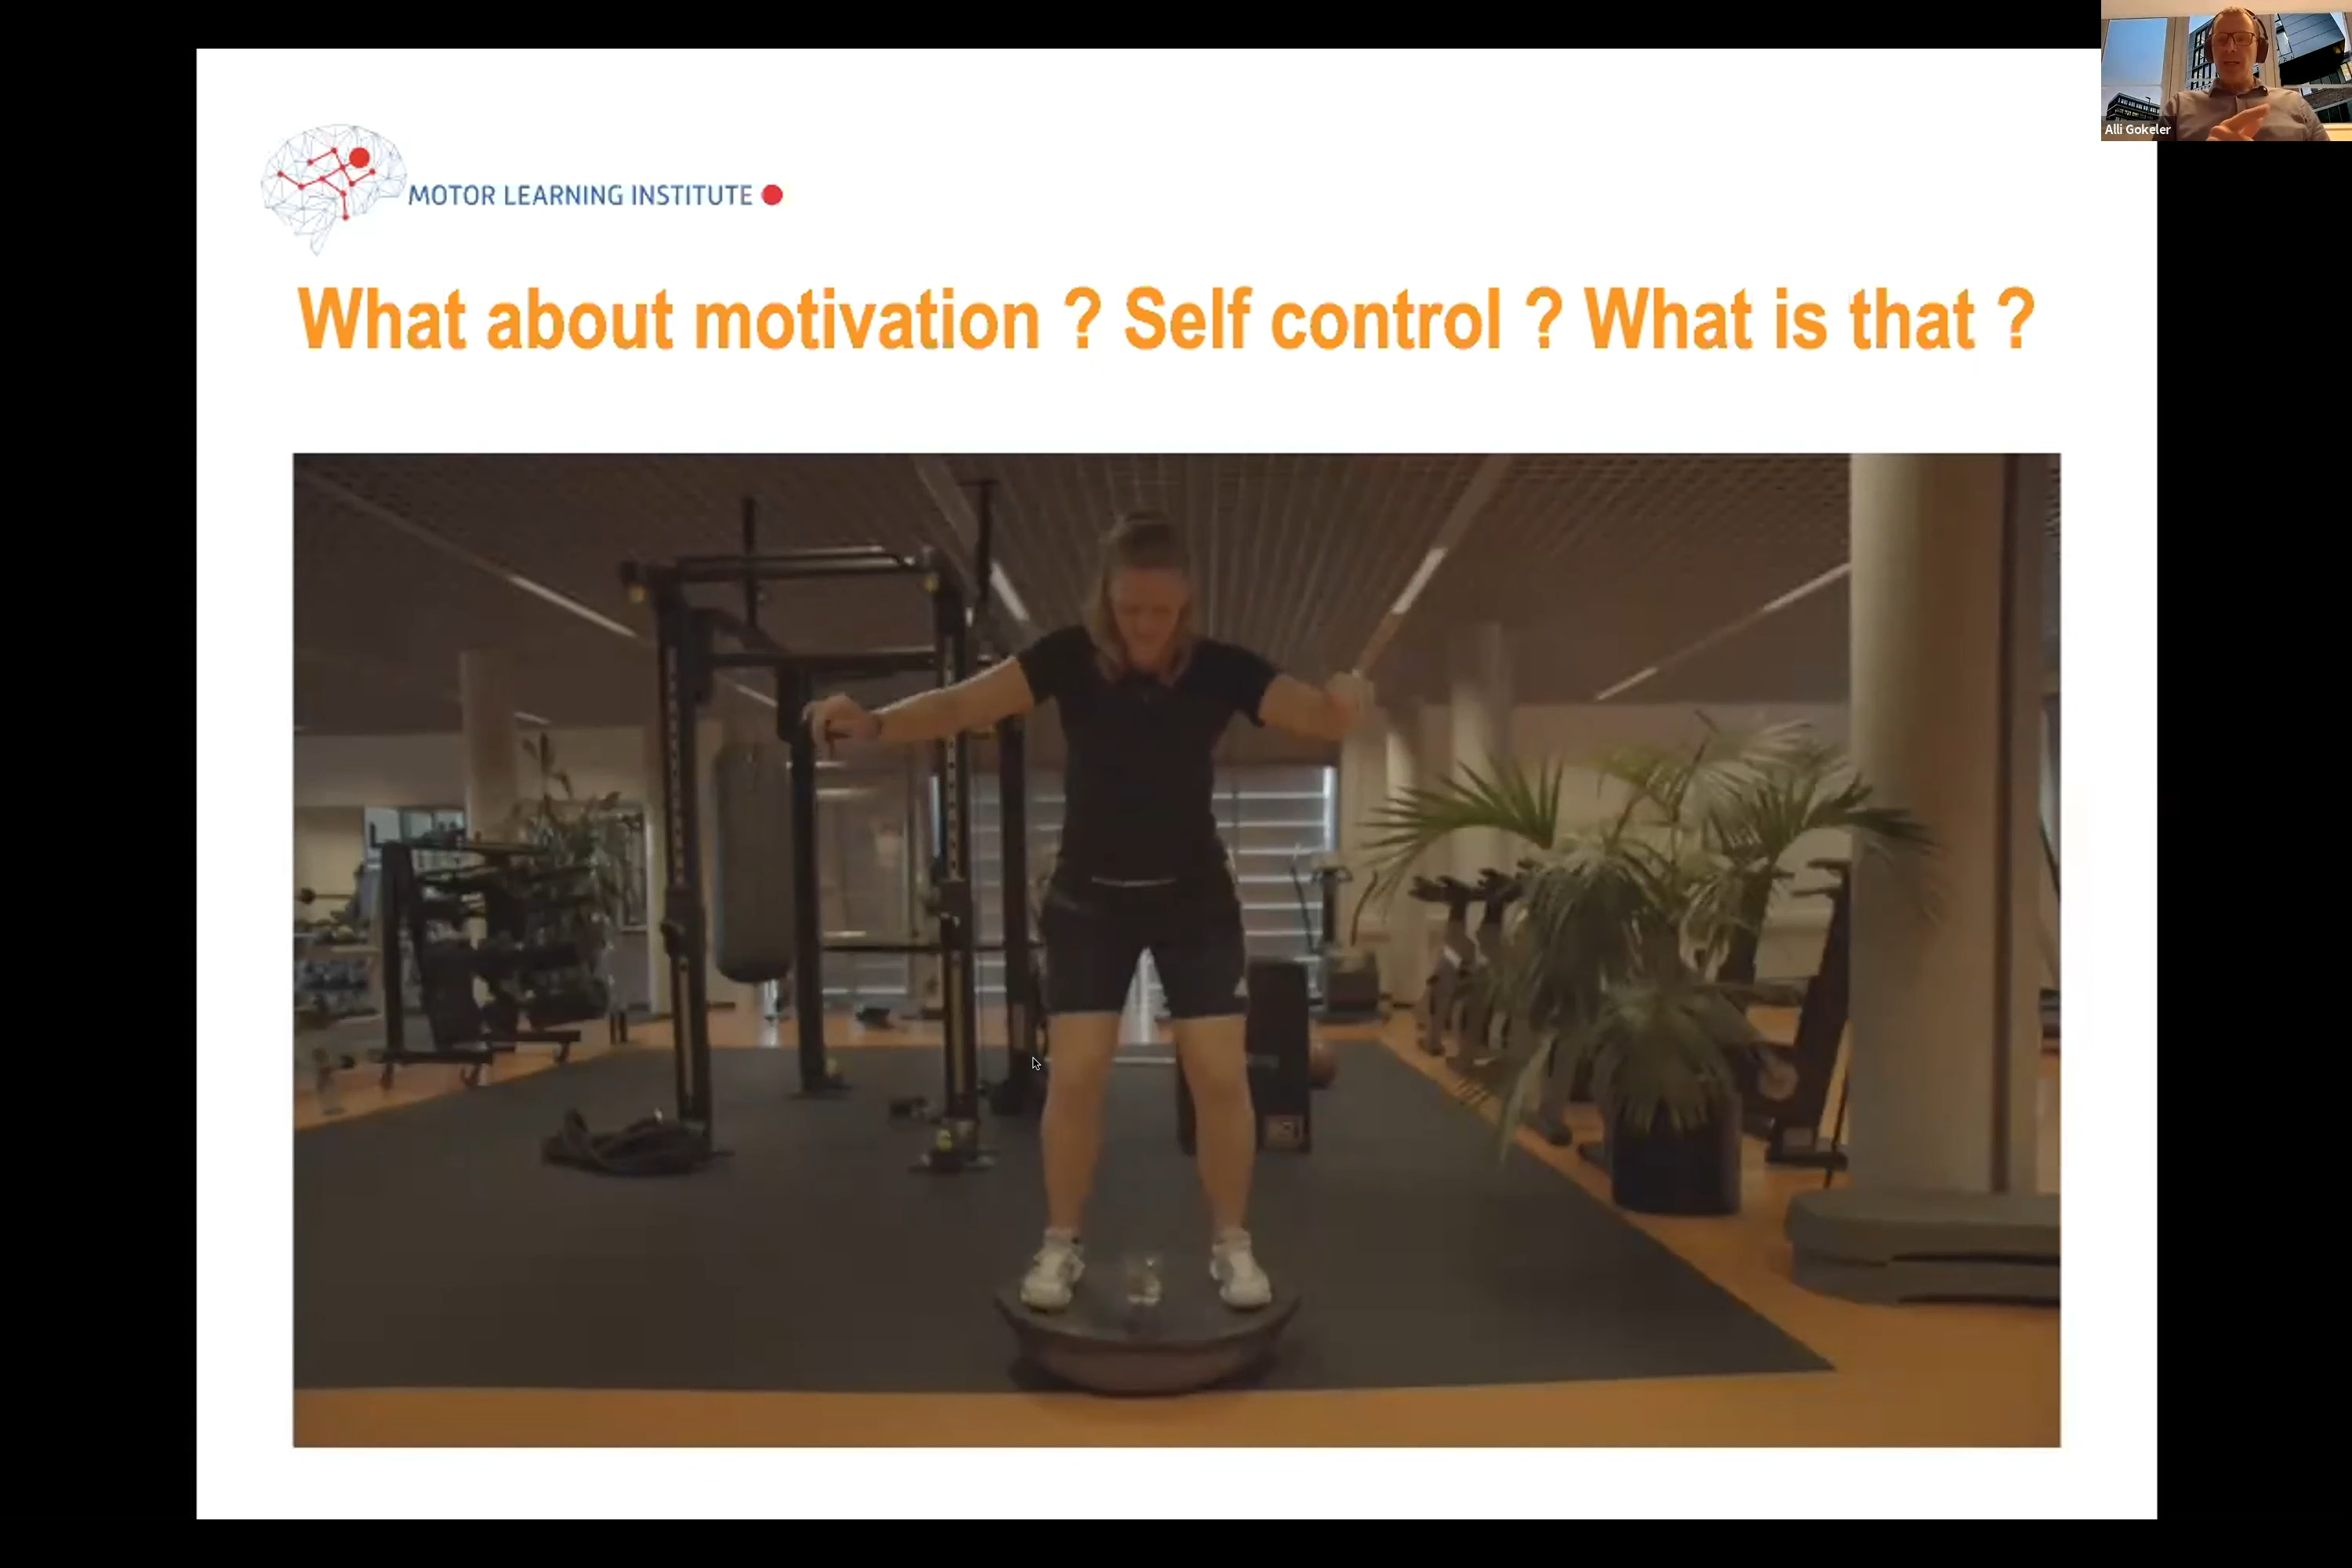 Alli Gokeler
MOTOR LEARNING INSTITUTE
What about motivation ? Self control ? What is that ?